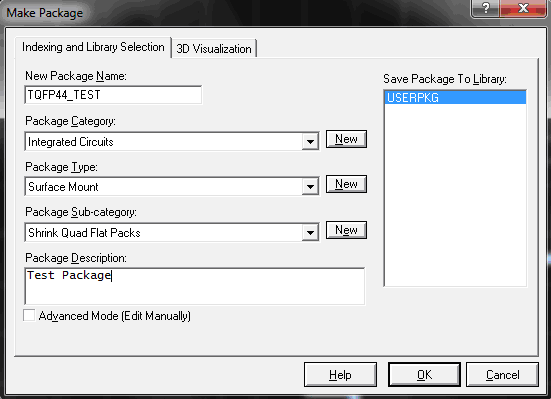 Make Package
Indexing and Library Selection
3D Visualization
New Package Name:
TQFP44_TEST
Package Category:
Integrated Circuits
New
Package Type:
Surface Mount
New
Package Sub-category:
Shrink Quad Flat Packs
New
Package Description:
Test Package
Advanced Mode (Edit Manually)
Save Package To Library:
USERPKG
Help
OK
Cancel